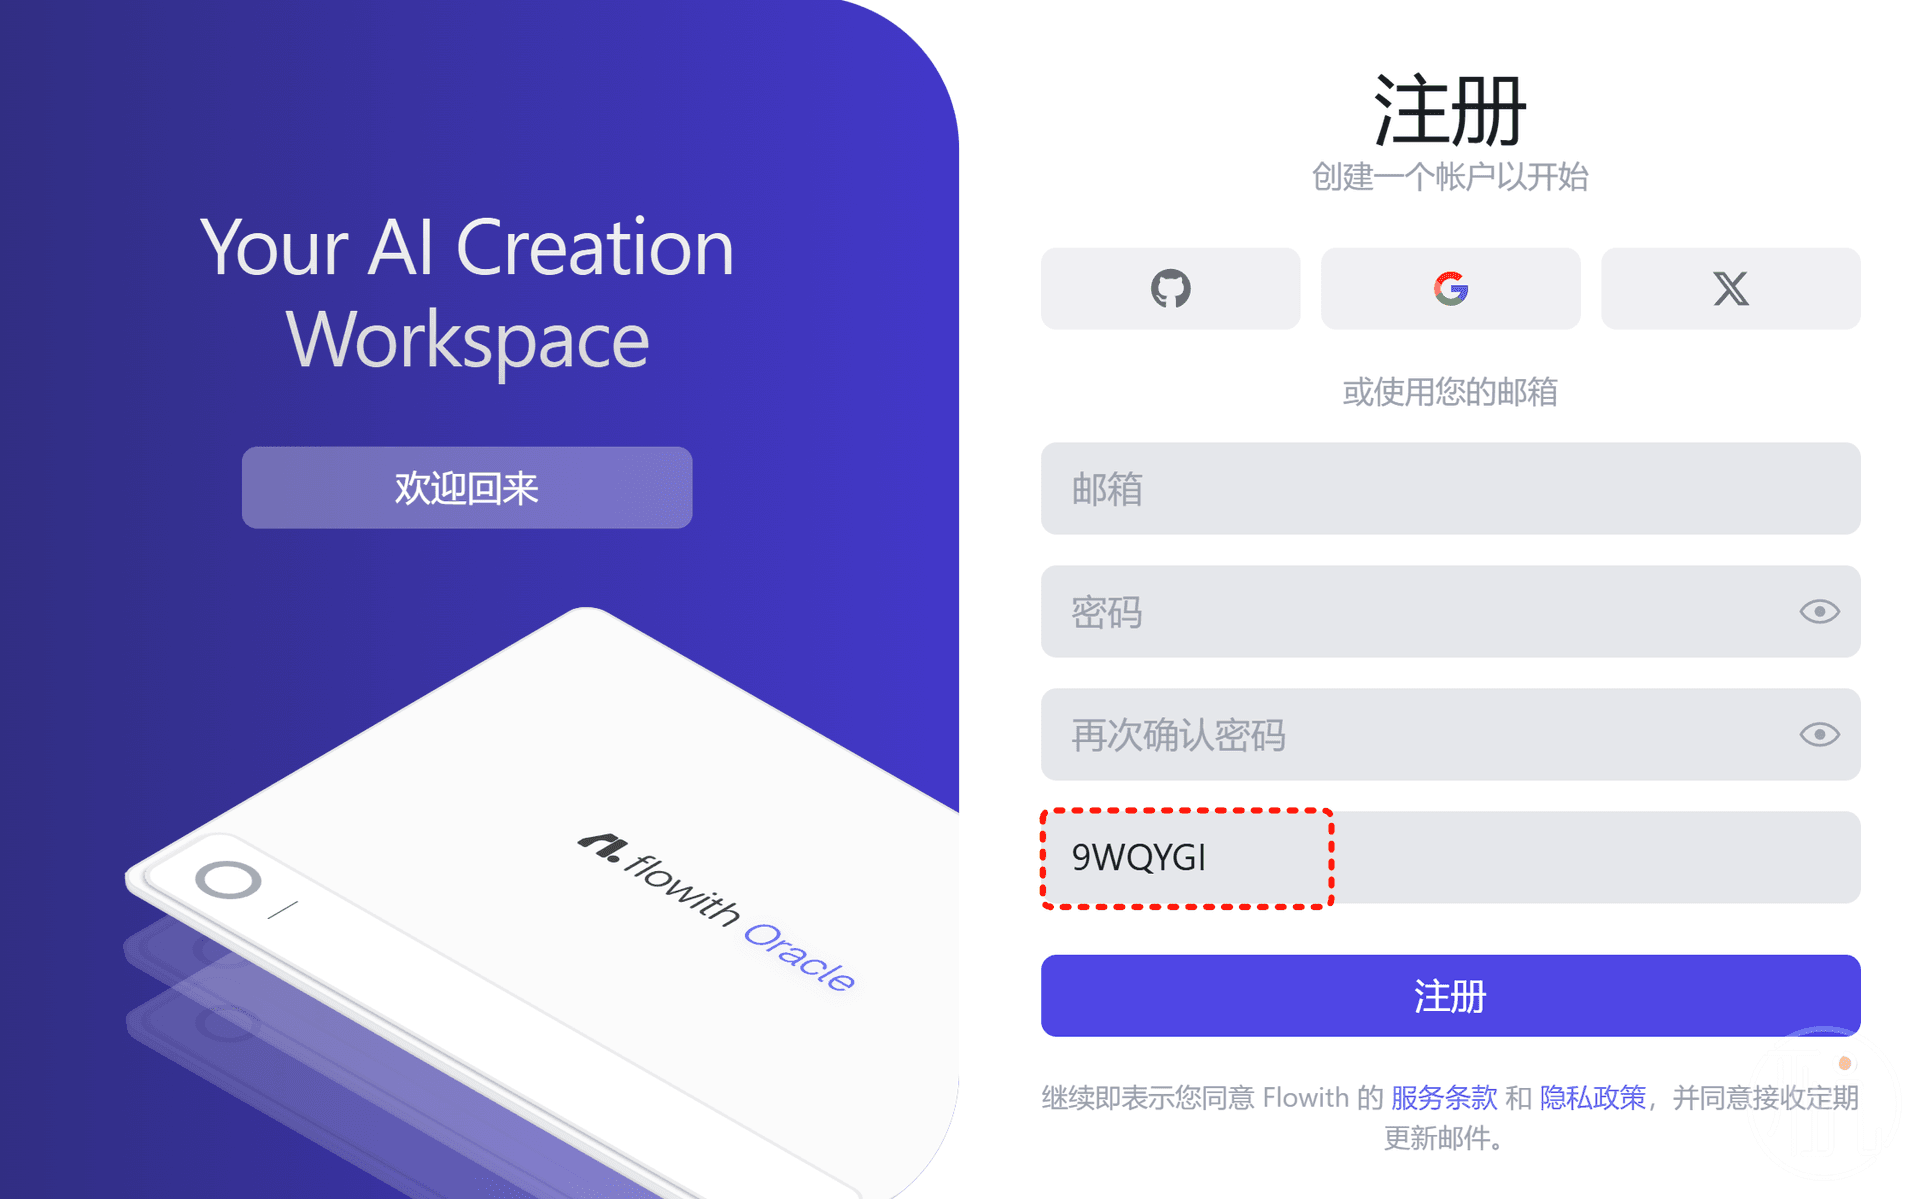 Your AI Creation
Workspace
欢迎回来
flowith Oracle
注册
创建一个帐户以开始
或使用您的邮箱
邮箱
密码
再次确认密码
9WQYGI
注册
继续即表示您同意 Flowith 的 服务条款 和 隐私政策，并同意接收定期
更新邮件。